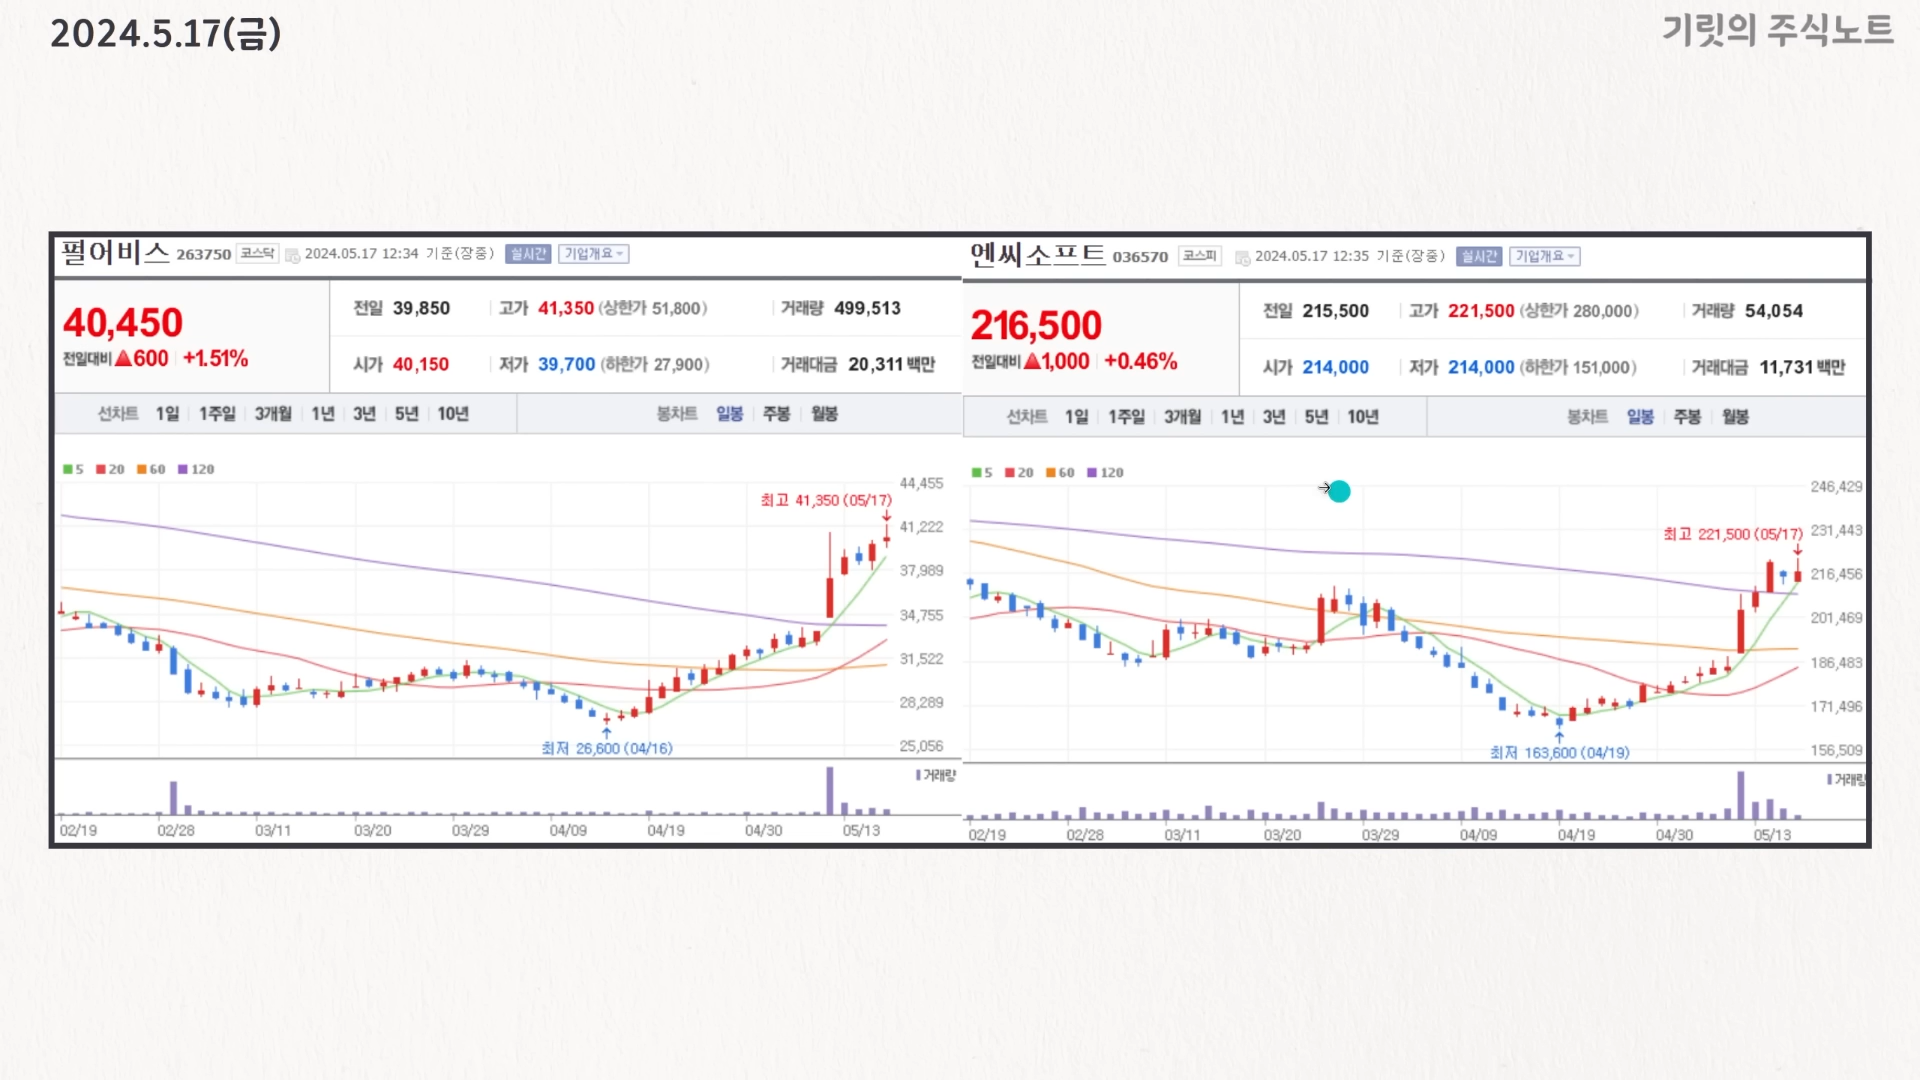 2024.5.17(금)
기릿의 주식노트
펄어비스 263750 코스닥 2024.05.17 12:34 기준(장중) 실시간 기업개요
40,450
전일대비 ▲600 +1.51%
전일 39,850 고가 41,350 (상한가 51,800) 거래량 499,513
시가 40,150 저가 39,700 (하한가 27,900) 거래대금 20,311 백만
선차트 1일 1주일 3개월 1년 3년 5년 10년 봉차트 일봉 주봉 월봉
5 20 60 120
44,455
최고 41,350 (05/17)
41,222
37,989
34,755
31,522
28,289
최저 26,600 (04/16)
25,056
거래량
02/19 02/28 03/11 03/20 03/29 04/09 04/19 04/30 05/13
엔씨소프트 036570 코스피 2024.05.17 12:35 기준(장중) 실시간 기업개요
216,500
전일대비 ▲1,000 +0.46%
전일 215,500 고가 221,500 (상한가 280,000) 거래량 54,054
시가 214,000 저가 214,000 (하한가 151,000) 거래대금 11,731 백만
선차트 1일 1주일 3개월 1년 3년 5년 10년 봉차트 일봉 주봉 월봉
5 20 60 120
246,429
최고 221,500 (05/17)
231,443
216,456
201,469
186,483
171,496
최저 163,600 (04/19)
156,509
거래량
02/19 02/28 03/11 03/20 03/29 04/09 04/19 04/30 05/13